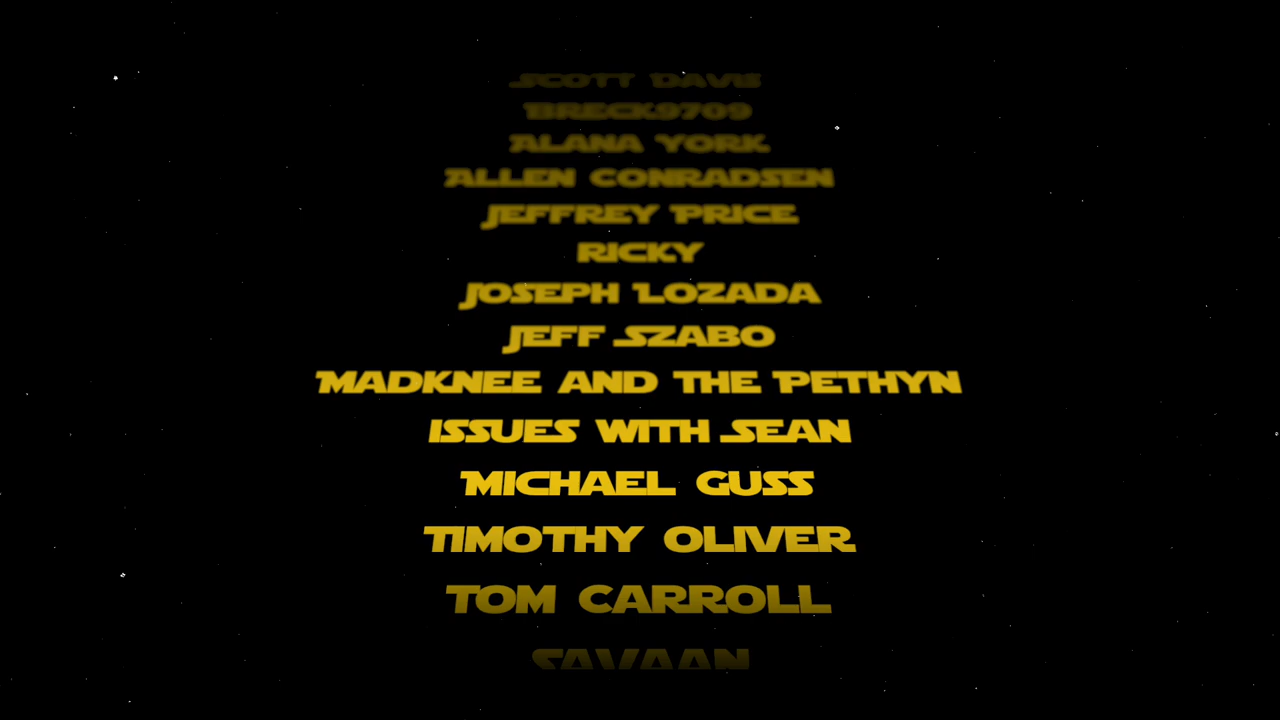 Scott Davis
Breck9709
Alana York
Allen Conradsen
Jeffrey Price
Ricky
Joseph Lozada
Jeff Szabo
Madknee and the Pethyn
Issues with Sean
Michael Guss
Timothy Oliver
Tom Carroll
Savaan